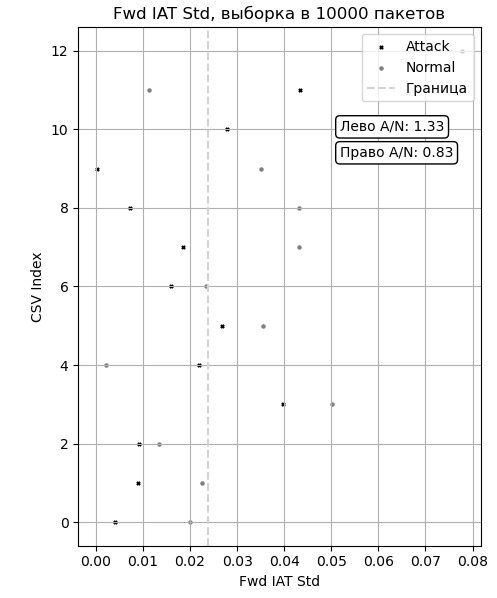 Fwd IAT Std, выборка в 10000 пакетов
Attack
Normal
Граница
Лево A/N: 1.33
Право A/N: 0.83
12
10
8
6
4
2
0
CSV Index
0.00 0.01 0.02 0.03 0.04 0.05 0.06 0.07 0.08
Fwd IAT Std